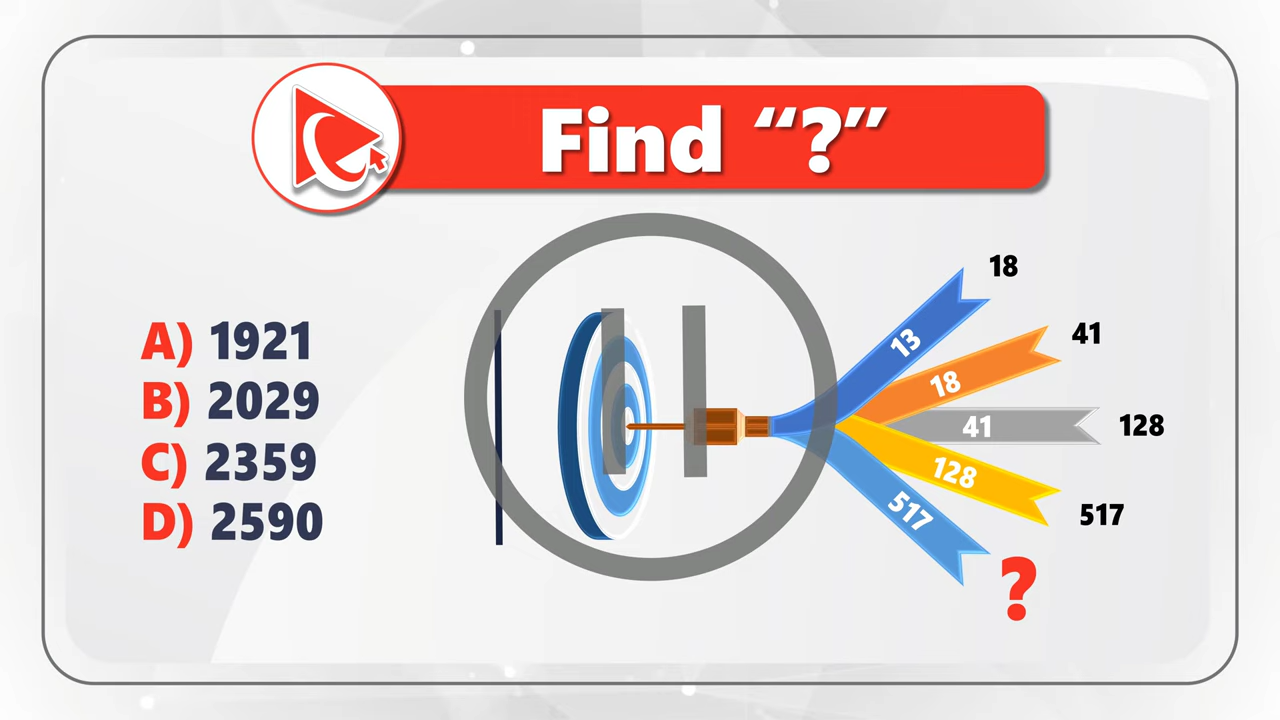 Find “?”
A) 1921
B) 2029
C) 2359
D) 2590
13 18
18 41
41 128
128 517
517 ?